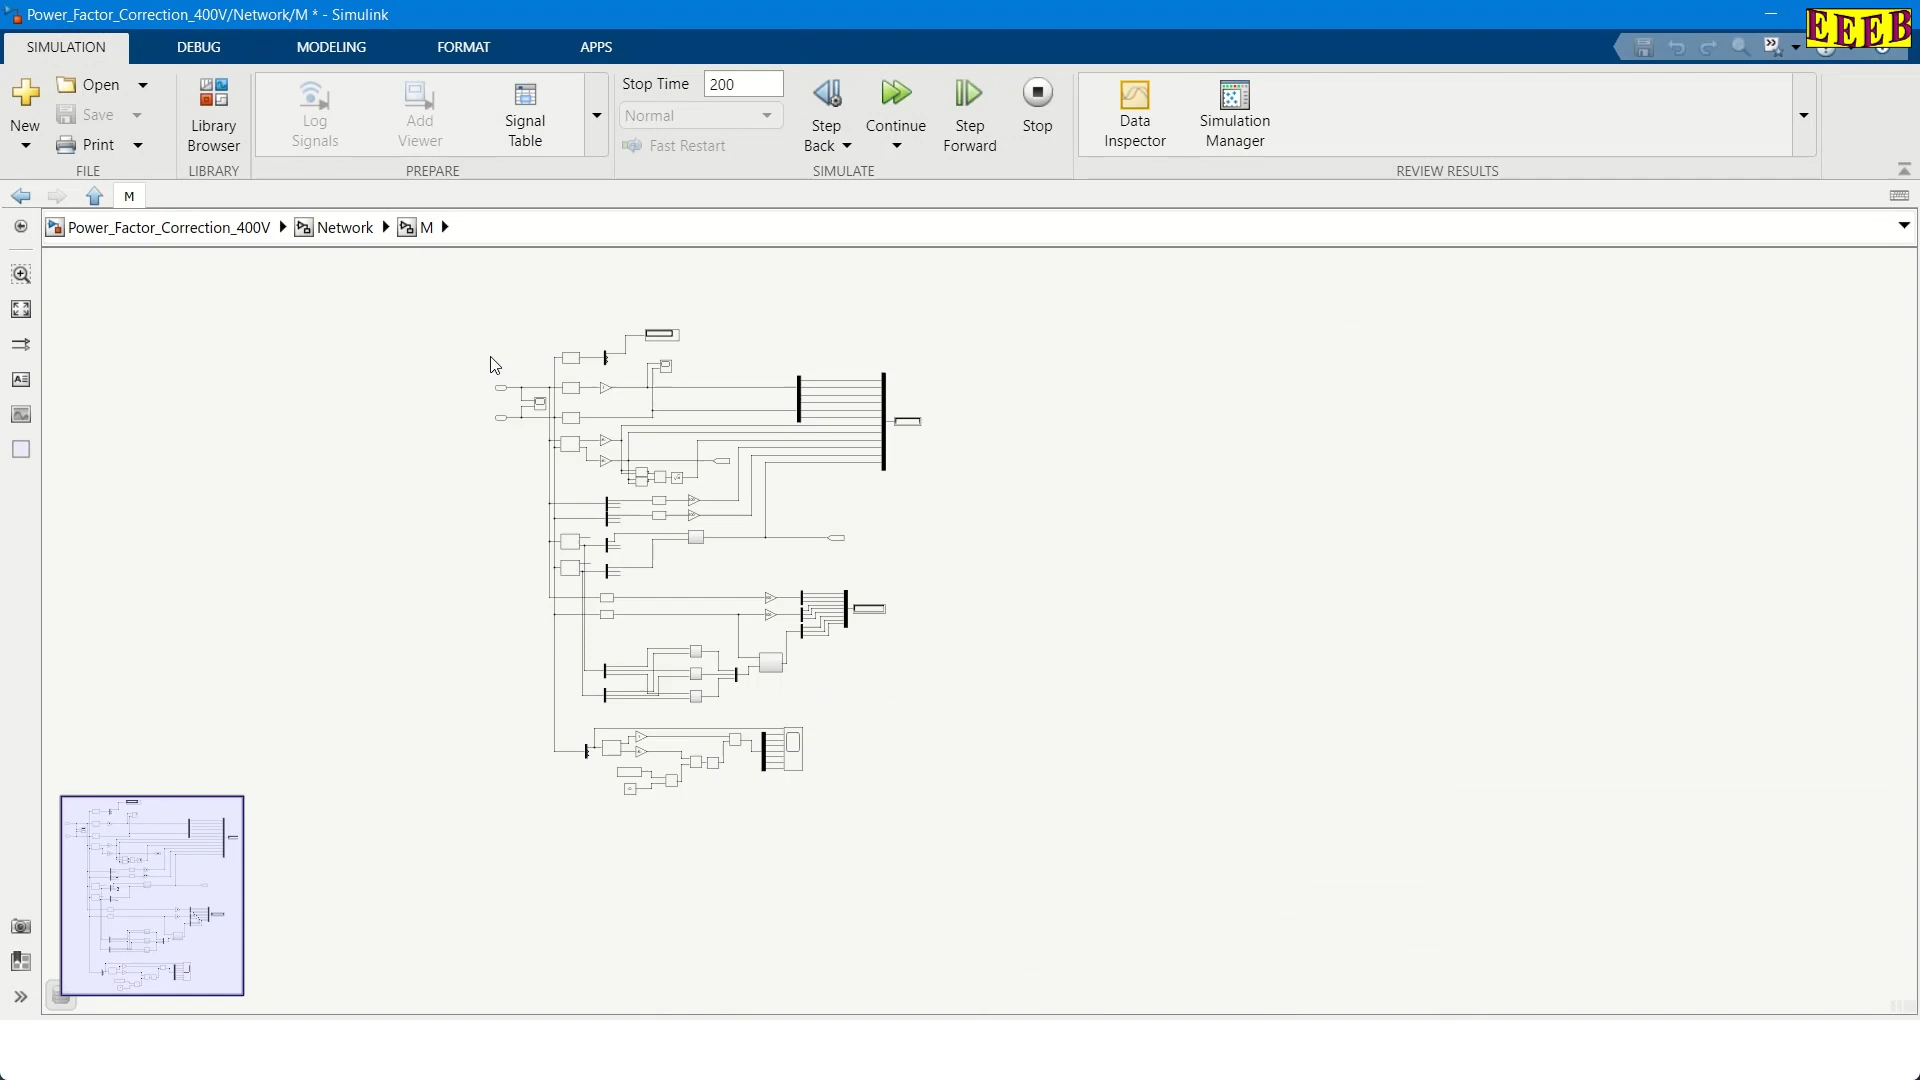 Power_Factor_Correction_400V/Network/M * - Simulink
EEEB
SIMULATION
DEBUG
MODELING
FORMAT
APPS
New
Open
Save
Print
FILE
Library
Browser
LIBRARY
Log
Signals
Add
Viewer
Signal
Table
PREPARE
Stop Time
200
Normal
Fast Restart
Step
Back
Continue
Step
Forward
Stop
SIMULATE
Data
Inspector
Simulation
Manager
REVIEW RESULTS
M
Power_Factor_Correction_400V
Network
M